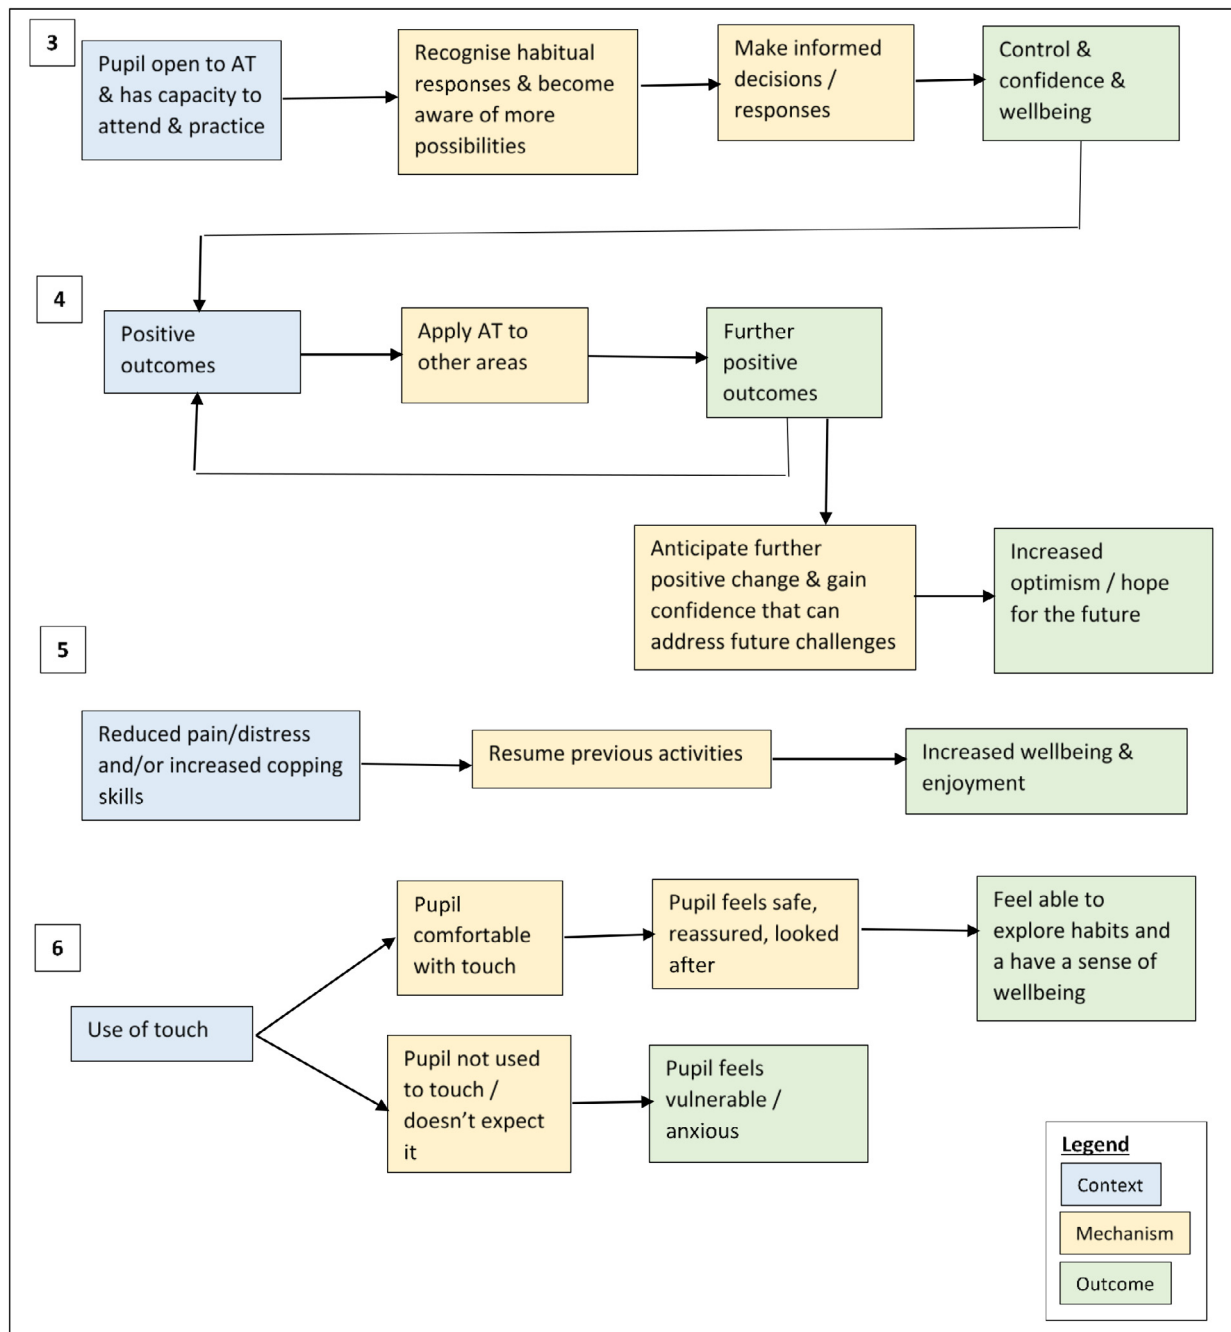 3
Pupil open to AT
& has capacity to
attend & practice
Recognise habitual
responses & become
aware of more
possibilities
Make informed
decisions /
responses
Control &
confidence &
wellbeing
4
Positive
outcomes
Apply AT to
other areas
Further
positive
outcomes
Anticipate further
positive change & gain
confidence that can
address future challenges
Increased
optimism / hope
for the future
5
Reduced pain/distress
and/or increased copping
skills
Resume previous activities
Increased wellbeing &
enjoyment
6
Use of touch
Pupil
comfortable
with touch
Pupil feels safe,
reassured, looked
after
Feel able to
explore habits and
a have a sense of
wellbeing
Pupil not used
to touch /
doesn’t expect
it
Pupil feels
vulnerable /
anxious
Legend
Context
Mechanism
Outcome